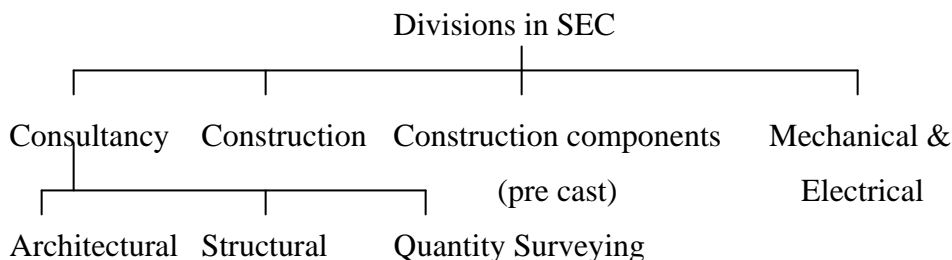 Divisions in SEC
Consultancy Construction Construction components Mechanical &
(pre cast) Electrical
Architectural Structural Quantity Surveying